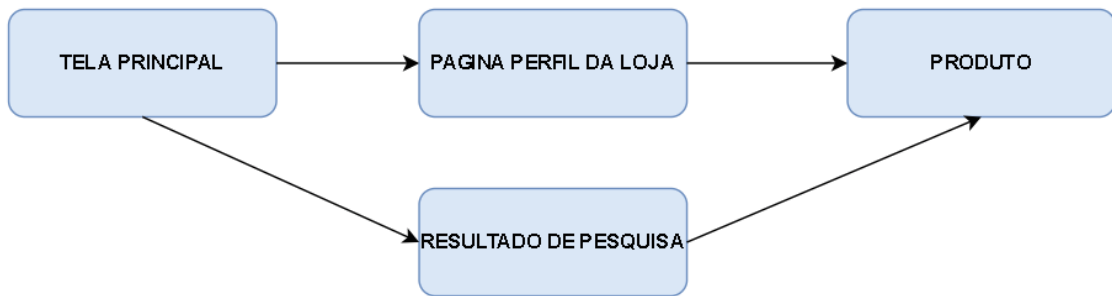 TELA PRINCIPAL
PAGINA PERFIL DA LOJA
PRODUTO
RESULTADO DE PESQUISA